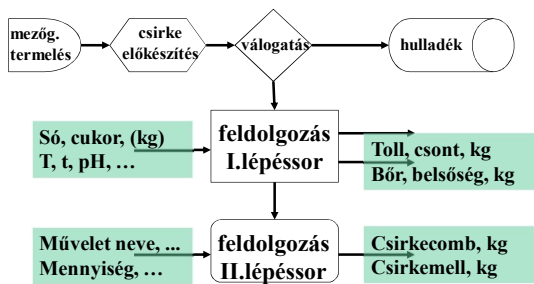 mezőg.
termelés
csirke
előkészítés
válogatás
hulladék
Só, cukor, (kg)
T, t, pH, …
feldolgozás
I.lépéssor
Toll, csont, kg
Bőr, belsőség, kg
Művelet neve, ...
Mennyiség, …
feldolgozás
II.lépéssor
Csirkecomb, kg
Csirkemell, kg